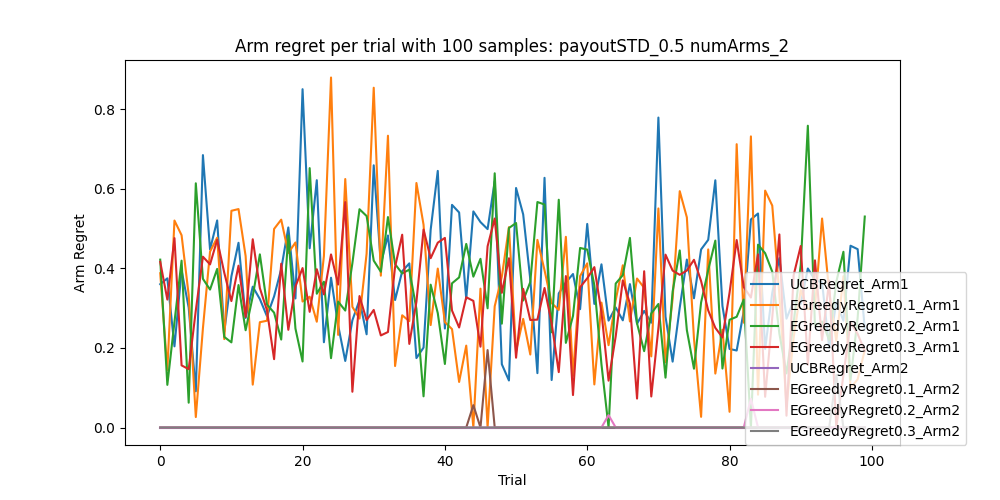 Arm regret per trial with 100 samples: payoutSTD_0.5 numArms_2
Arm Regret
0.8
0.6
0.4
0.2
0.0
0
20
40
60
80
100
Trial
UCBRegret_Arm1
EGreedyRegret0.1_Arm1
EGreedyRegret0.2_Arm1
EGreedyRegret0.3_Arm1
UCBRegret_Arm2
EGreedyRegret0.1_Arm2
EGreedyRegret0.2_Arm2
EGreedyRegret0.3_Arm2